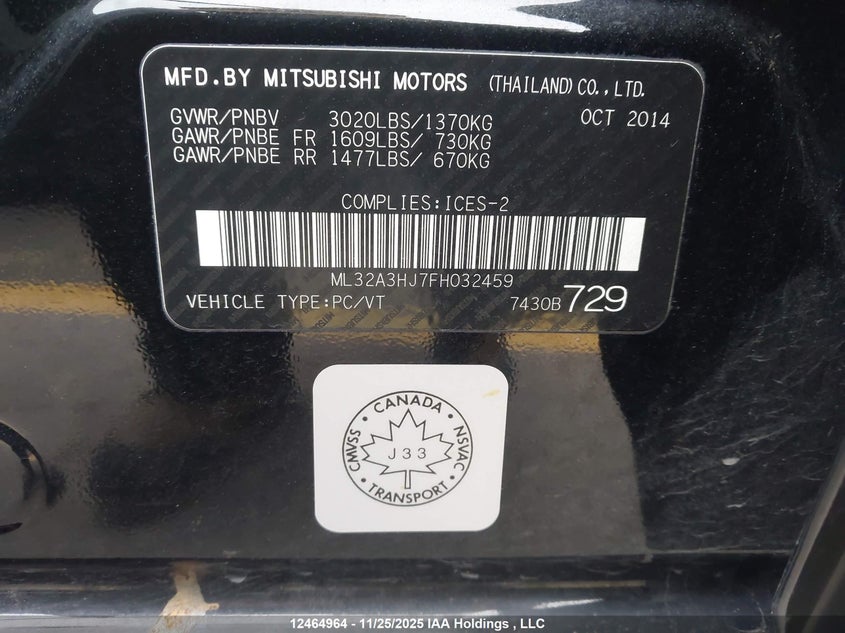 MFD.BY MITSUBISHI MOTORS (THAILAND)CO.,LTD.
GVWR/PNBV 3020LBS/1370KG OCT 2014
GAWR/PNBE FR 1609LBS/ 730KG
GAWR/PNBE RR 1477LBS/ 670KG
COMPLIES:ICES-2
ML32A3HJ7FH032459
VEHICLE TYPE:PC/VT 7430B 729
CANADA
CMVSS J33 NSVAC
TRANSPORT
12464964 - 11/25/2025 IAA Holdings , LLC